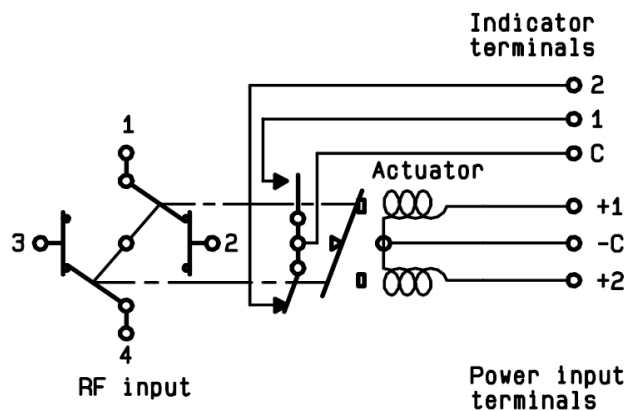 Indicator
terminals
2
1
C
1
Actuator
+1
3
2
-C
+2
4
RF input
Power input
terminals